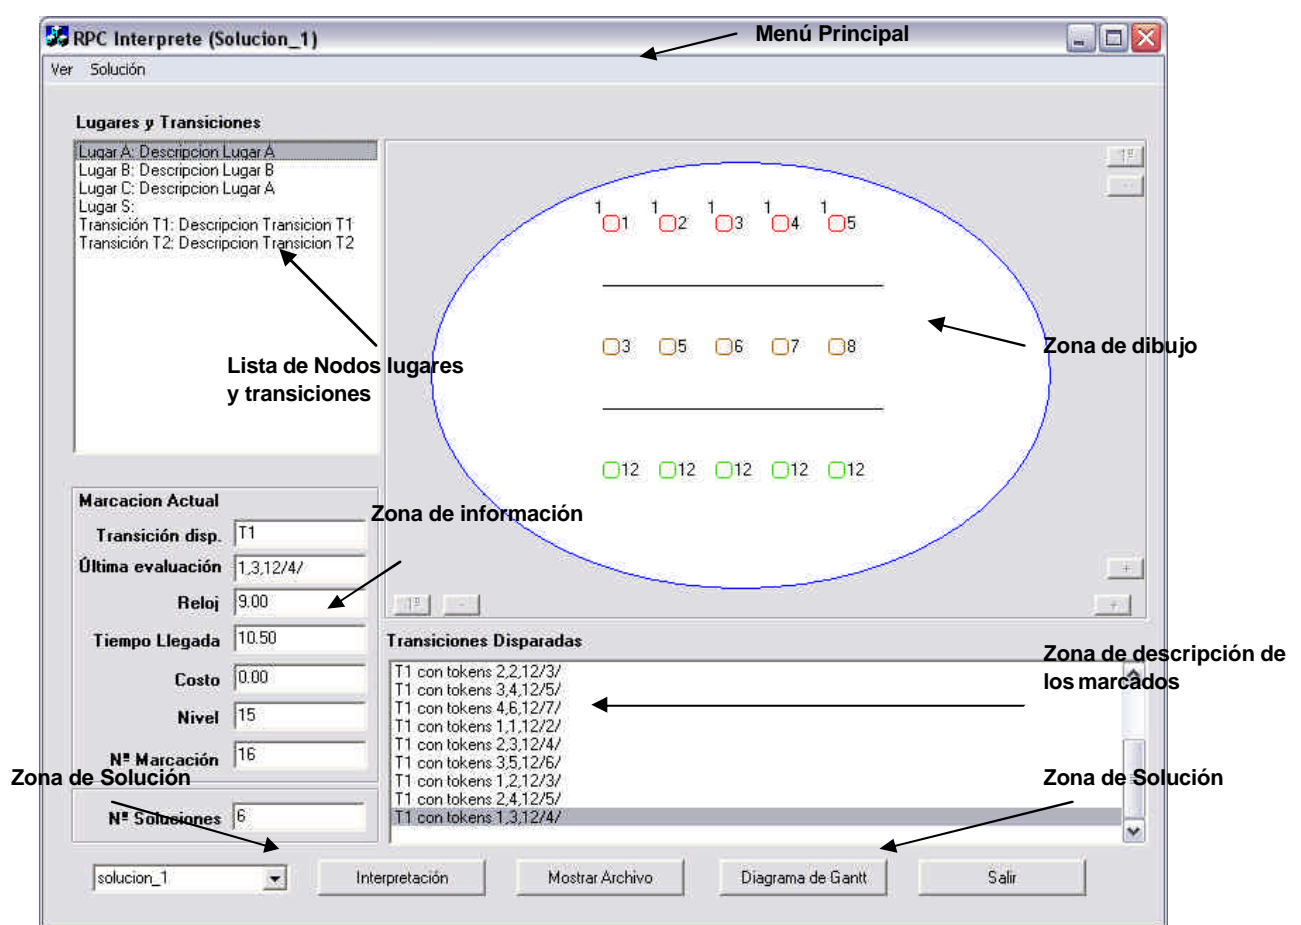 RPC Interprete (Solucion_1)
Menú Principal
Ver Solución
Lugares y Transiciones
Lugar A: Descripcion Lugar A
Lugar B: Descripcion Lugar B
Lugar C: Descripcion Lugar A
Lugar S:
Transición T1: Descripcion Transicion T1
Transición T2: Descripcion Transicion T2
Lista de Nodos lugares
y transiciones
1ª
--
1 1 1 1 1
1 2 3 4 5
3 5 6 7 8
12 12 12 12 12
Zona de dibujo
+
1ª - +
Marcacion Actual
Zona de información
Transición disp. T1
Última evaluación 1,3,12/4/
Reloj 9.00
Tiempo Llegada 10.50
Costo 0.00
Nivel 15
Nº Marcación 16
Zona de Solución
Nº Soluciones 6
Transiciones Disparadas
T1 con tokens 2,2,12/3/
T1 con tokens 3,4,12/5/
T1 con tokens 4,6,12/7/
T1 con tokens 1,1,12/2/
T1 con tokens 2,3,12/4/
T1 con tokens 3,5,12/6/
T1 con tokens 1,2,12/3/
T1 con tokens 2,4,12/5/
T1 con tokens 1,3,12/4/
Zona de descripción de
los marcados
Zona de Solución
solucion_1 Interpretación Mostrar Archivo Diagrama de Gantt Salir